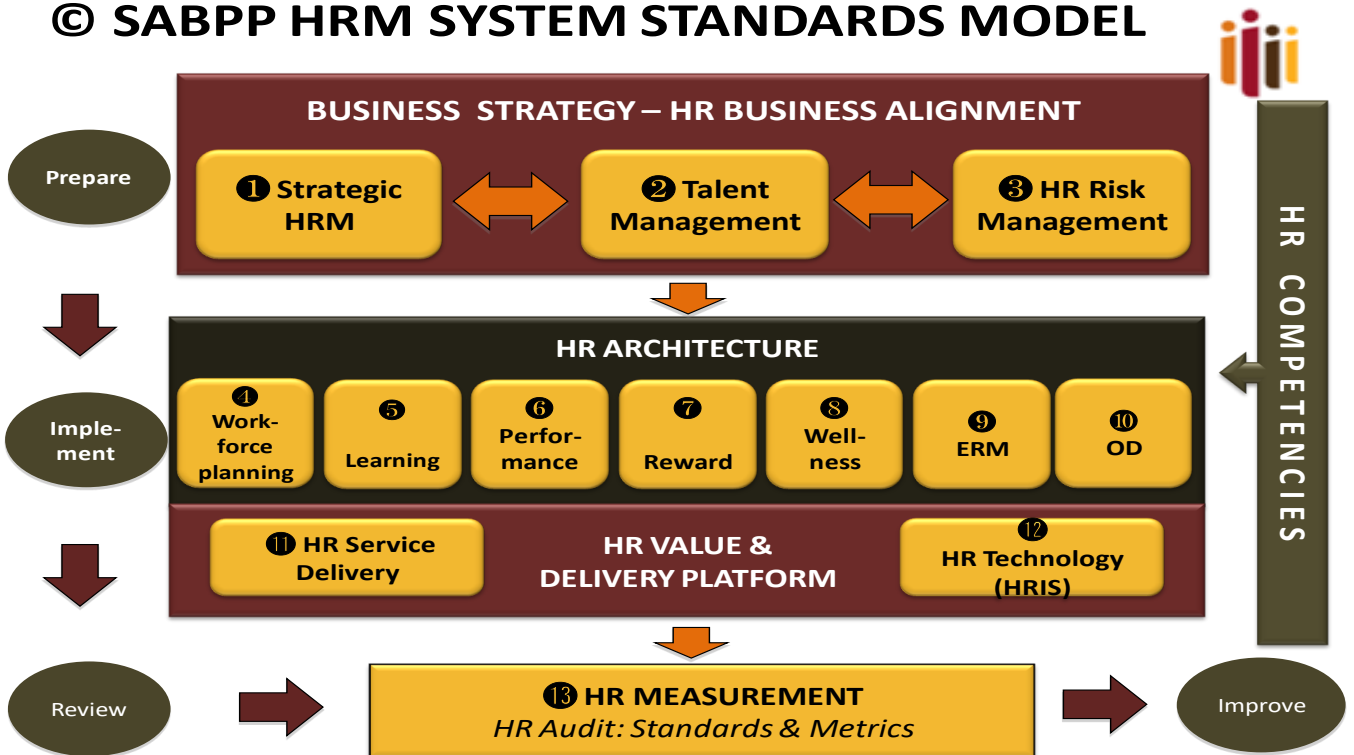 © SABPP HRM SYSTEM STANDARDS MODEL
BUSINESS STRATEGY – HR BUSINESS ALIGNMENT
Prepare
❶ Strategic
HRM
❷ Talent
Management
❸ HR Risk
Management
HR COMPETENCIES
HR ARCHITECTURE
Imple-
ment
❹
Work-
force
planning
❺
Learning
❻
Perfor-
mance
❼
Reward
❽
Well-
ness
❾
ERM
❿
OD
⓫ HR Service
Delivery
HR VALUE &
DELIVERY PLATFORM
⓬
HR Technology
(HRIS)
Review
⓭ HR MEASUREMENT
HR Audit: Standards & Metrics
Improve